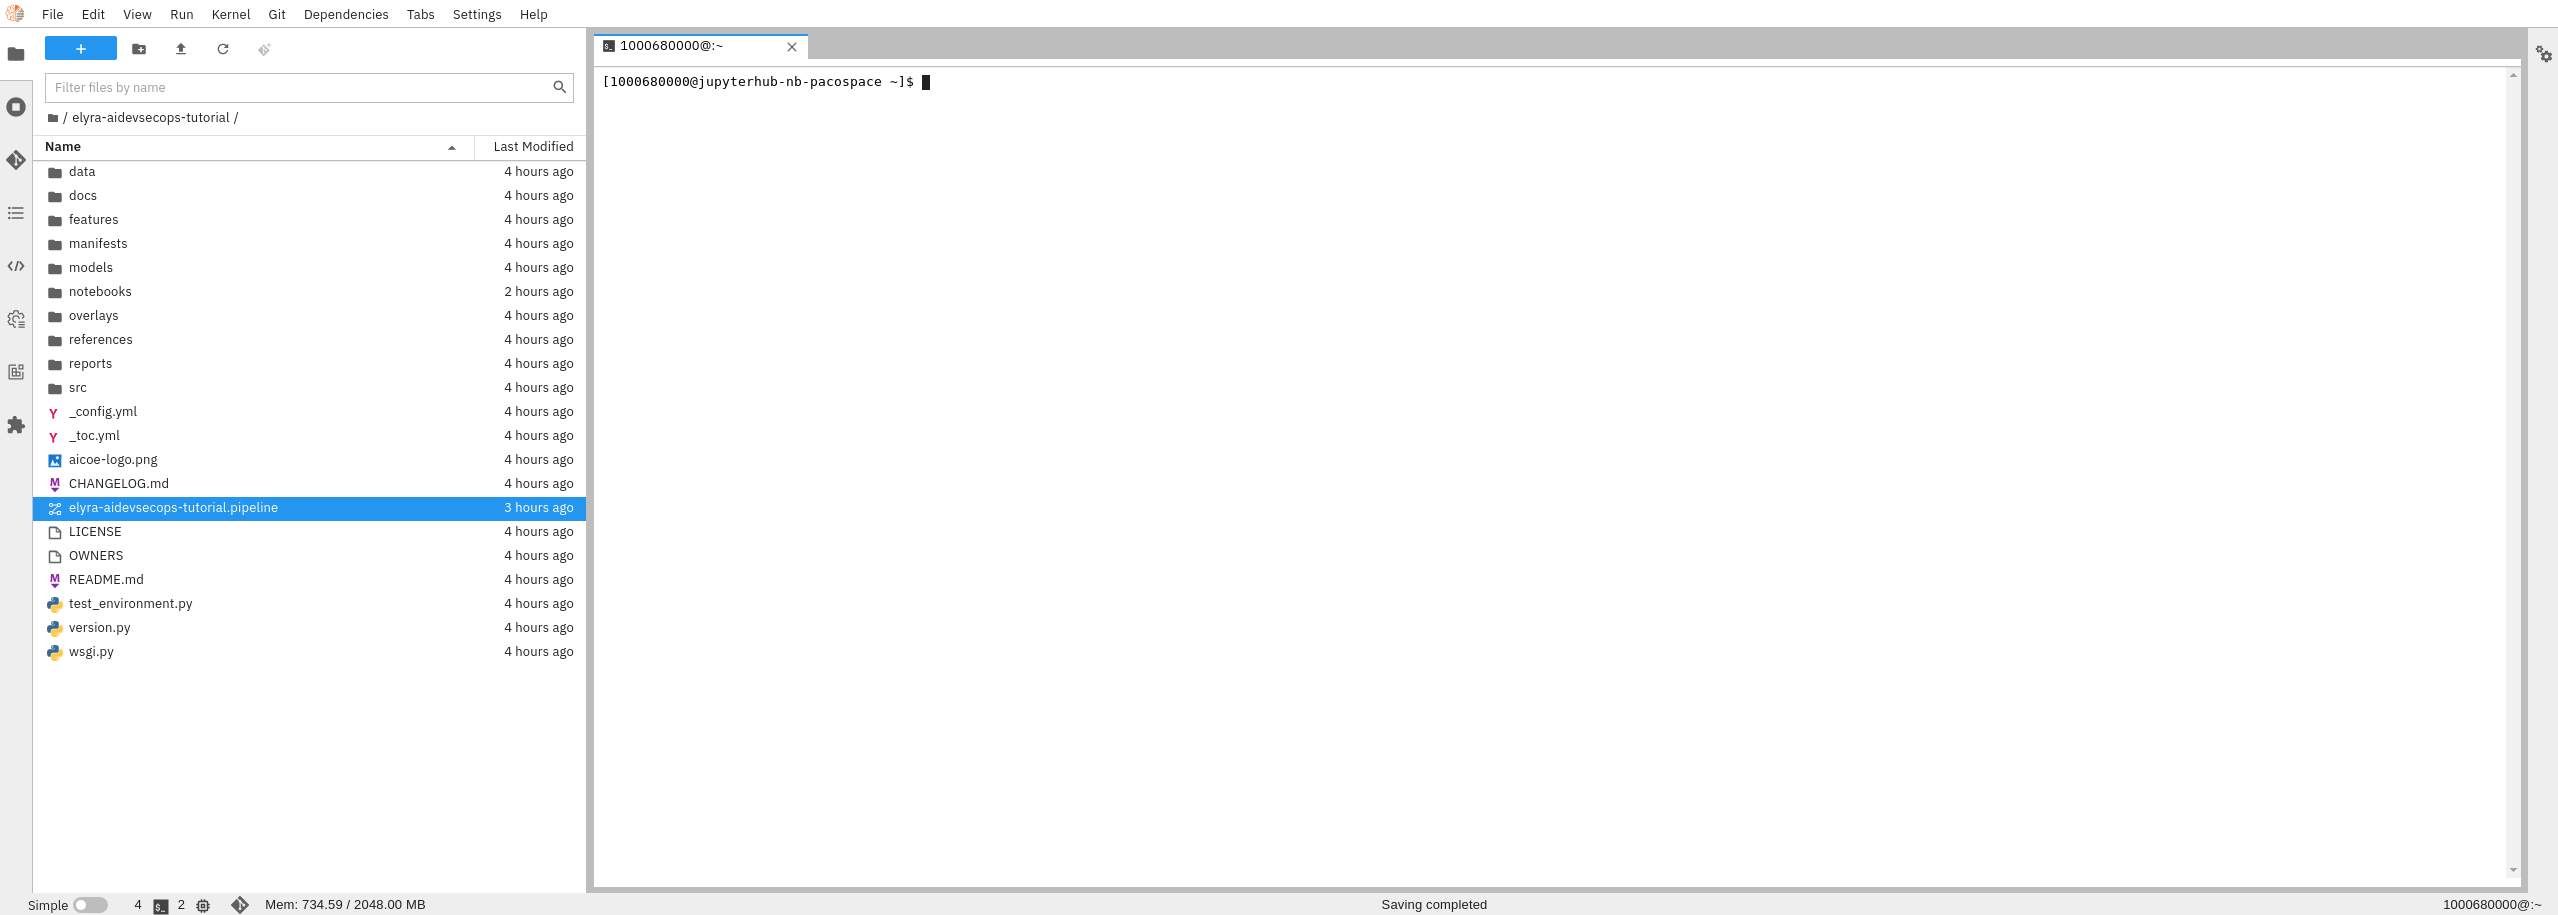 File Edit View Run Kernel Git Dependencies Tabs Settings Help
1000680000@:~
Filter files by name
/ elyra-aidevsecops-tutorial /
Name Last Modified
data 4 hours ago
docs 4 hours ago
features 4 hours ago
manifests 4 hours ago
models 4 hours ago
notebooks 2 hours ago
overlays 4 hours ago
references 4 hours ago
reports 4 hours ago
src 4 hours ago
_config.yml 4 hours ago
_toc.yml 4 hours ago
aicoe-logo.png 4 hours ago
CHANGELOG.md 4 hours ago
elyra-aidevsecops-tutorial.pipeline 3 hours ago
LICENSE 4 hours ago
OWNERS 4 hours ago
README.md 4 hours ago
test_environment.py 4 hours ago
version.py 4 hours ago
wsgi.py 4 hours ago
[1000680000@jupyterhub-nb-pacospace ~]$
Simple 4 2 Mem: 734.59 / 2048.00 MB Saving completed 1000680000@:~